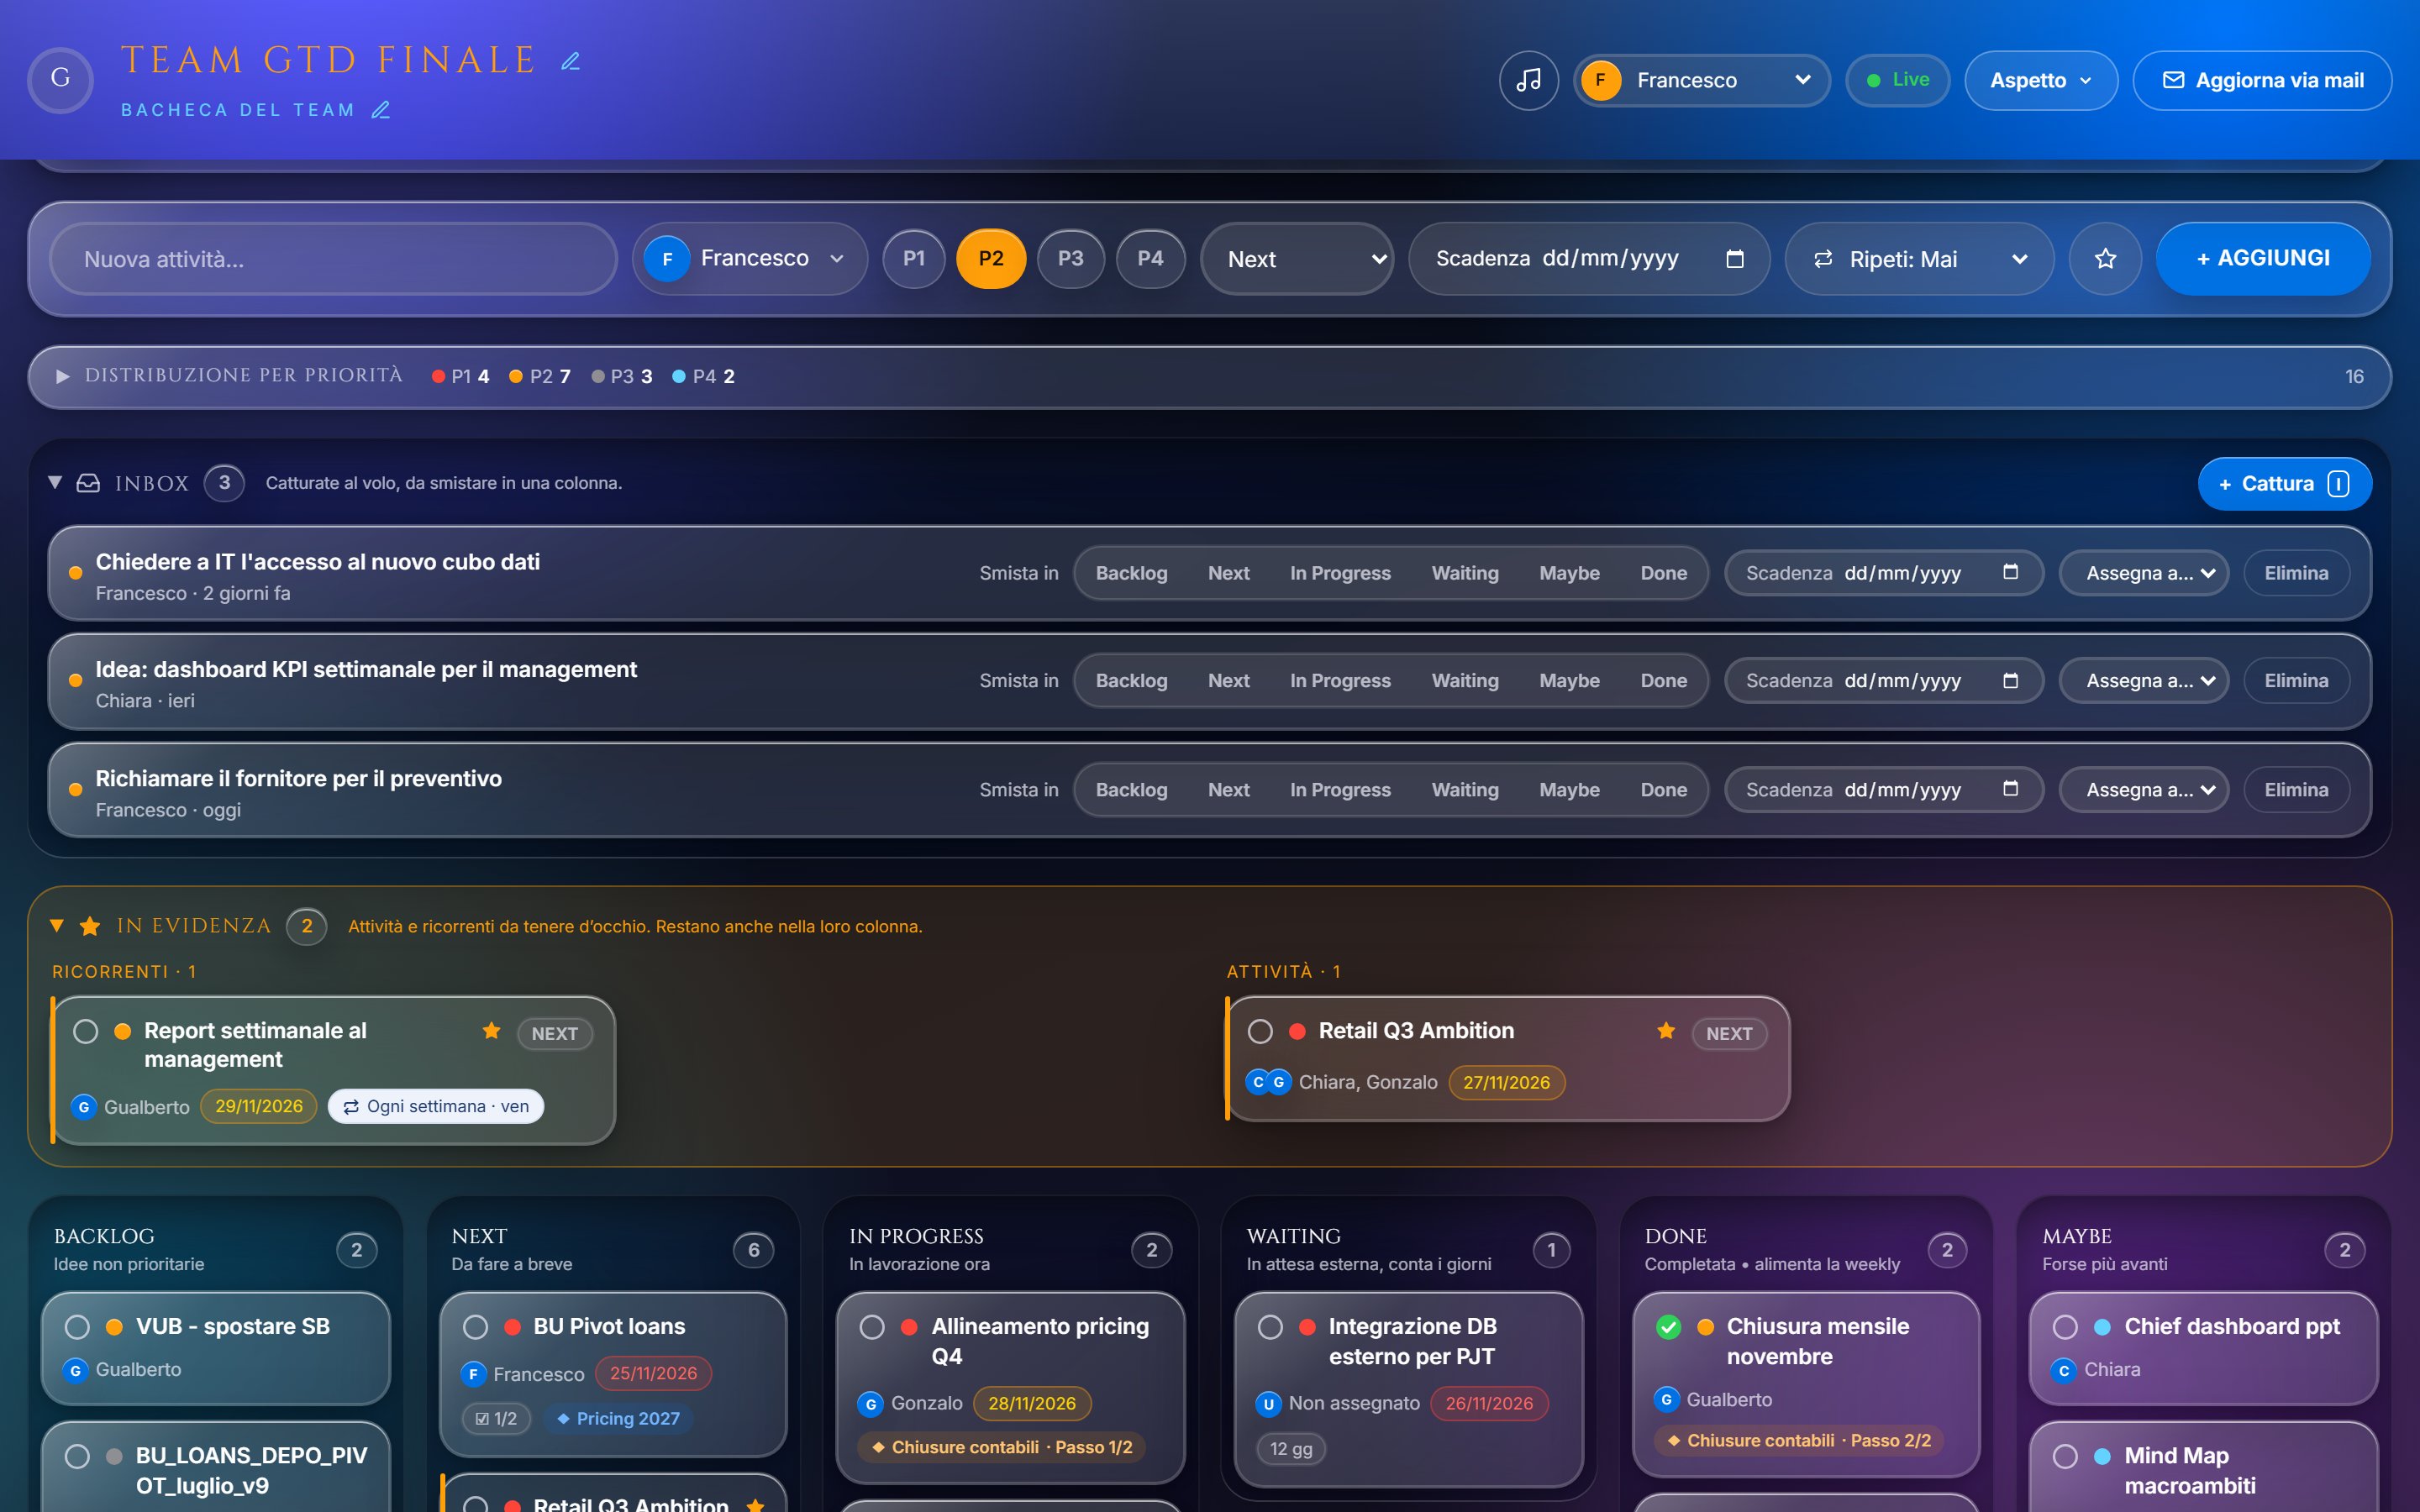 G
TEAM GTD FINALE
BACHECA DEL TEAM
F Francesco
Live
Aspetto
Aggiorna via mail
Nuova attività...
F Francesco
P1 P2 P3 P4
Next
Scadenza dd/mm/yyyy
Ripeti: Mai
+ AGGIUNGI
DISTRIBUZIONE PER PRIORITÀ P1 4 P2 7 P3 3 P4 2 16
INBOX 3 Catturate al volo, da smistare in una colonna.
+ Cattura I
Chiedere a IT l'accesso al nuovo cubo dati
Francesco · 2 giorni fa
Smista in Backlog Next In Progress Waiting Maybe Done Scadenza dd/mm/yyyy Assegna a... Elimina
Idea: dashboard KPI settimanale per il management
Chiara · ieri
Smista in Backlog Next In Progress Waiting Maybe Done Scadenza dd/mm/yyyy Assegna a... Elimina
Richiamare il fornitore per il preventivo
Francesco · oggi
Smista in Backlog Next In Progress Waiting Maybe Done Scadenza dd/mm/yyyy Assegna a... Elimina
IN EVIDENZA 2 Attività e ricorrenti da tenere d’occhio. Restano anche nella loro colonna.
RICORRENTI · 1
Report settimanale al
management
NEXT
G Gualberto 29/11/2026 Ogni settimana · ven
ATTIVITÀ · 1
Retail Q3 Ambition
NEXT
C G Chiara, Gonzalo 27/11/2026
BACKLOG
Idee non prioritarie
2
VUB - spostare SB
G Gualberto
BU_LOANS_DEPO_PIV
OT_luglio_v9
NEXT
Da fare a breve
6
BU Pivot loans
F Francesco 25/11/2026
1/2 Pricing 2027
Retail Q3 Ambition
IN PROGRESS
In lavorazione ora
2
Allineamento pricing
Q4
G Gonzalo 28/11/2026
Chiusure contabili · Passo 1/2
WAITING
In attesa esterna, conta i giorni
1
Integrazione DB
esterno per PJT
U Non assegnato 26/11/2026
12 gg
DONE
Completata • alimenta la weekly
2
Chiusura mensile
novembre
G Gualberto
Chiusure contabili · Passo 2/2
MAYBE
Forse più avanti
2
Chief dashboard ppt
C Chiara
Mind Map
macroambiti